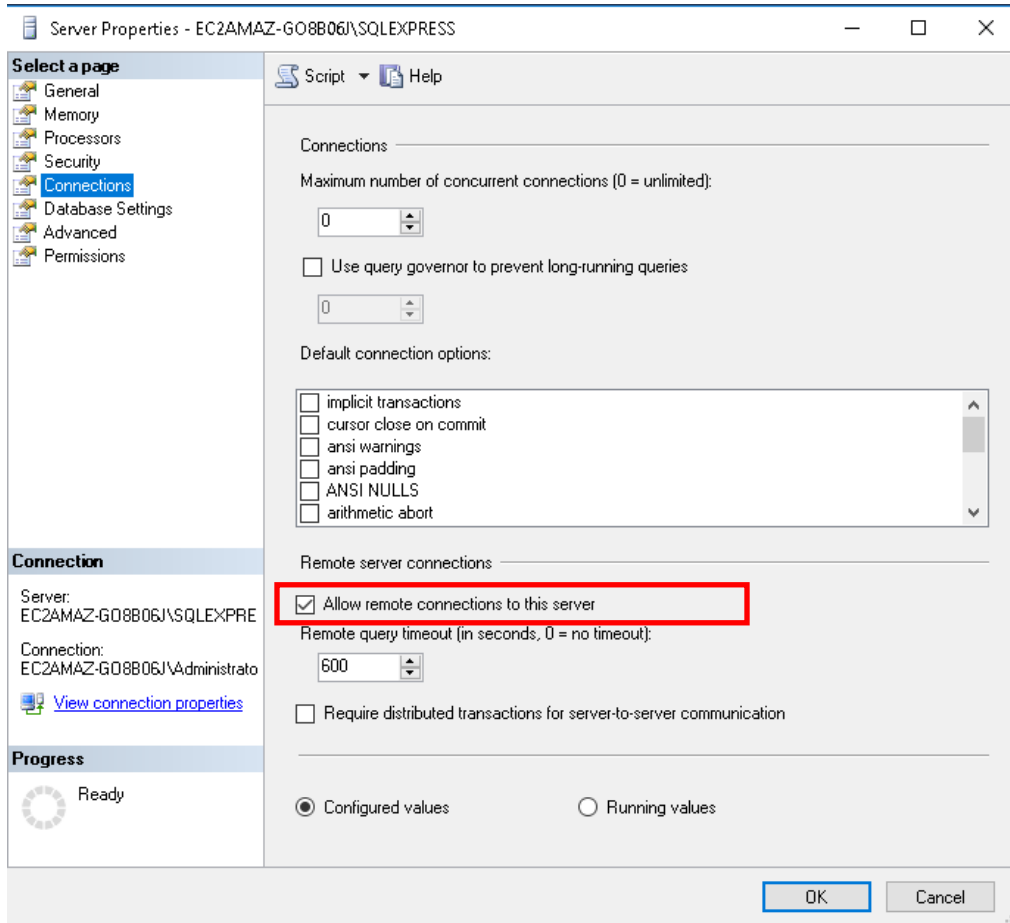 Server Properties - EC2AMAZ-GO8B06J\SQLEXPRESS
Select a page
General
Memory
Processors
Security
Connections
Database Settings
Advanced
Permissions
Script
Help
Connections
Maximum number of concurrent connections (0 = unlimited):
0
Use query governor to prevent long-running queries
0
Default connection options:
implicit transactions
cursor close on commit
ansi warnings
ansi padding
ANSI NULLS
arithmetic abort
Connection
Server:
EC2AMAZ-GO8B06J\SQLEXPRE
Connection:
EC2AMAZ-GO8B06J\Administrato
View connection properties
Progress
Ready
Remote server connections
Allow remote connections to this server
Remote query timeout (in seconds, 0 = no timeout):
600
Require distributed transactions for server-to-server communication
Configured values
Running values
OK
Cancel